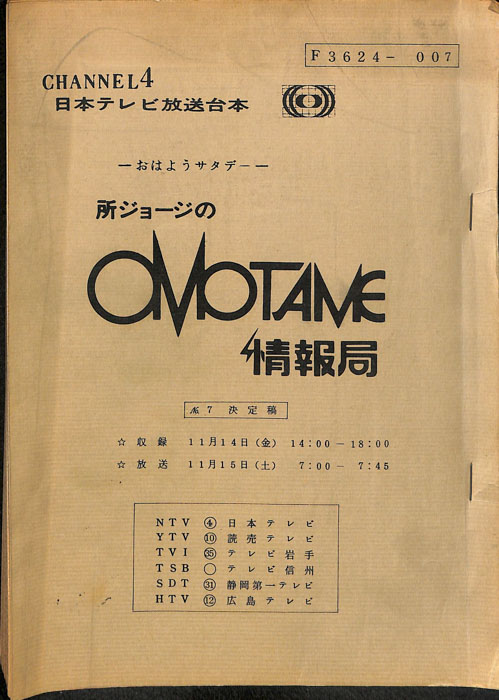 F3624- 007
CHANNEL4
日本テレビ放送台本
—おはようサタデー—
所ジョージの
OMOTAME
情報局
№7 決定稿
☆ 収録 11月14日(金) 14:00-18:00
☆ 放送 11月15日(土) 7:00- 7:45
NTV ④ 日本テレビ
YTV ⑩ 読売テレビ
TVI ㉟ テレビ岩手
TSB ◯ テレビ信州
SDT ㉛ 静岡第一テレビ
HTV ⑫ 広島テレビ